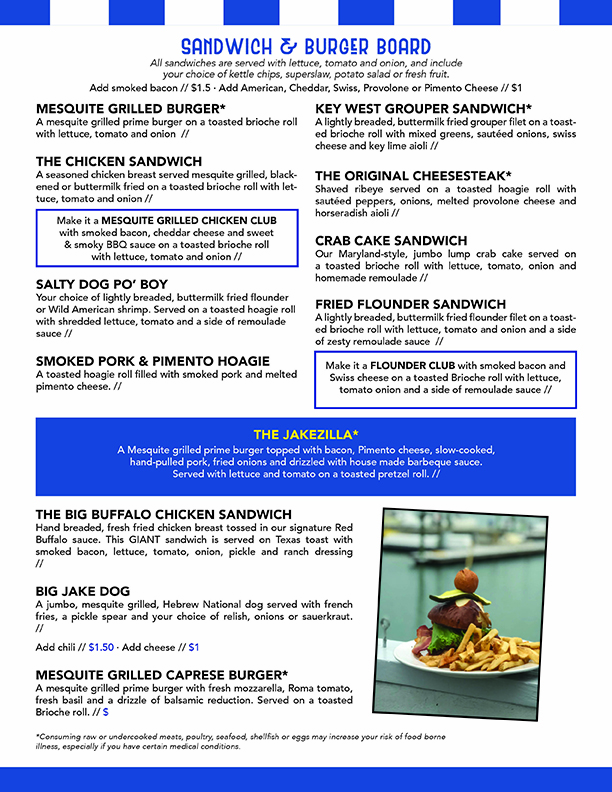 SANDWICH & BURGER BOARD
All sandwiches are served with lettuce, tomato and onion, and include
your choice of kettle chips, superslaw, potato salad or fresh fruit.
Add smoked bacon // $1.5 · Add American, Cheddar, Swiss, Provolone or Pimento Cheese // $1
MESQUITE GRILLED BURGER*
A mesquite grilled prime burger on a toasted brioche roll
with lettuce, tomato and onion //
THE CHICKEN SANDWICH
A seasoned chicken breast served mesquite grilled, black-
ened or buttermilk fried on a toasted brioche roll with let-
tuce, tomato and onion //
Make it a MESQUITE GRILLED CHICKEN CLUB
with smoked bacon, cheddar cheese and sweet
& smoky BBQ sauce on a toasted brioche roll
with lettuce, tomato and onion //
SALTY DOG PO' BOY
Your choice of lightly breaded, buttermilk fried flounder
or Wild American shrimp. Served on a toasted hoagie roll
with shredded lettuce, tomato and a side of remoulade
sauce //
SMOKED PORK & PIMENTO HOAGIE
A toasted hoagie roll filled with smoked pork and melted
pimento cheese. //
KEY WEST GROUPER SANDWICH*
A lightly breaded, buttermilk fried grouper filet on a toast-
ed brioche roll with mixed greens, sautéed onions, swiss
cheese and key lime aioli //
THE ORIGINAL CHEESESTEAK*
Shaved ribeye served on a toasted hoagie roll with
sautéed peppers, onions, melted provolone cheese and
horseradish aioli //
CRAB CAKE SANDWICH
Our Maryland-style, jumbo lump crab cake served on
a toasted brioche roll with lettuce, tomato, onion and
homemade remoulade //
FRIED FLOUNDER SANDWICH
A lightly breaded, buttermilk fried flounder filet on a toast-
ed brioche roll with lettuce, tomato and onion and a side
of zesty remoulade sauce //
Make it a FLOUNDER CLUB with smoked bacon and
Swiss cheese on a toasted Brioche roll with lettuce,
tomato onion and a side of remoulade sauce //
THE JAKEZILLA*
A Mesquite grilled prime burger topped with bacon, Pimento cheese, slow-cooked,
hand-pulled pork, fried onions and drizzled with house made barbeque sauce.
Served with lettuce and tomato on a toasted pretzel roll. //
THE BIG BUFFALO CHICKEN SANDWICH
Hand breaded, fresh fried chicken breast tossed in our signature Red
Buffalo sauce. This GIANT sandwich is served on Texas toast with
smoked bacon, lettuce, tomato, onion, pickle and ranch dressing
//
BIG JAKE DOG
A jumbo, mesquite grilled, Hebrew National dog served with french
fries, a pickle spear and your choice of relish, onions or sauerkraut.
//
Add chili // $1.50 · Add cheese // $1
MESQUITE GRILLED CAPRESE BURGER*
A mesquite grilled prime burger with fresh mozzarella, Roma tomato,
fresh basil and a drizzle of balsamic reduction. Served on a toasted
Brioche roll. // $
*Consuming raw or undercooked meats, poultry, seafood, shellfish or eggs may increase your risk of food borne
illness, especially if you have certain medical conditions.